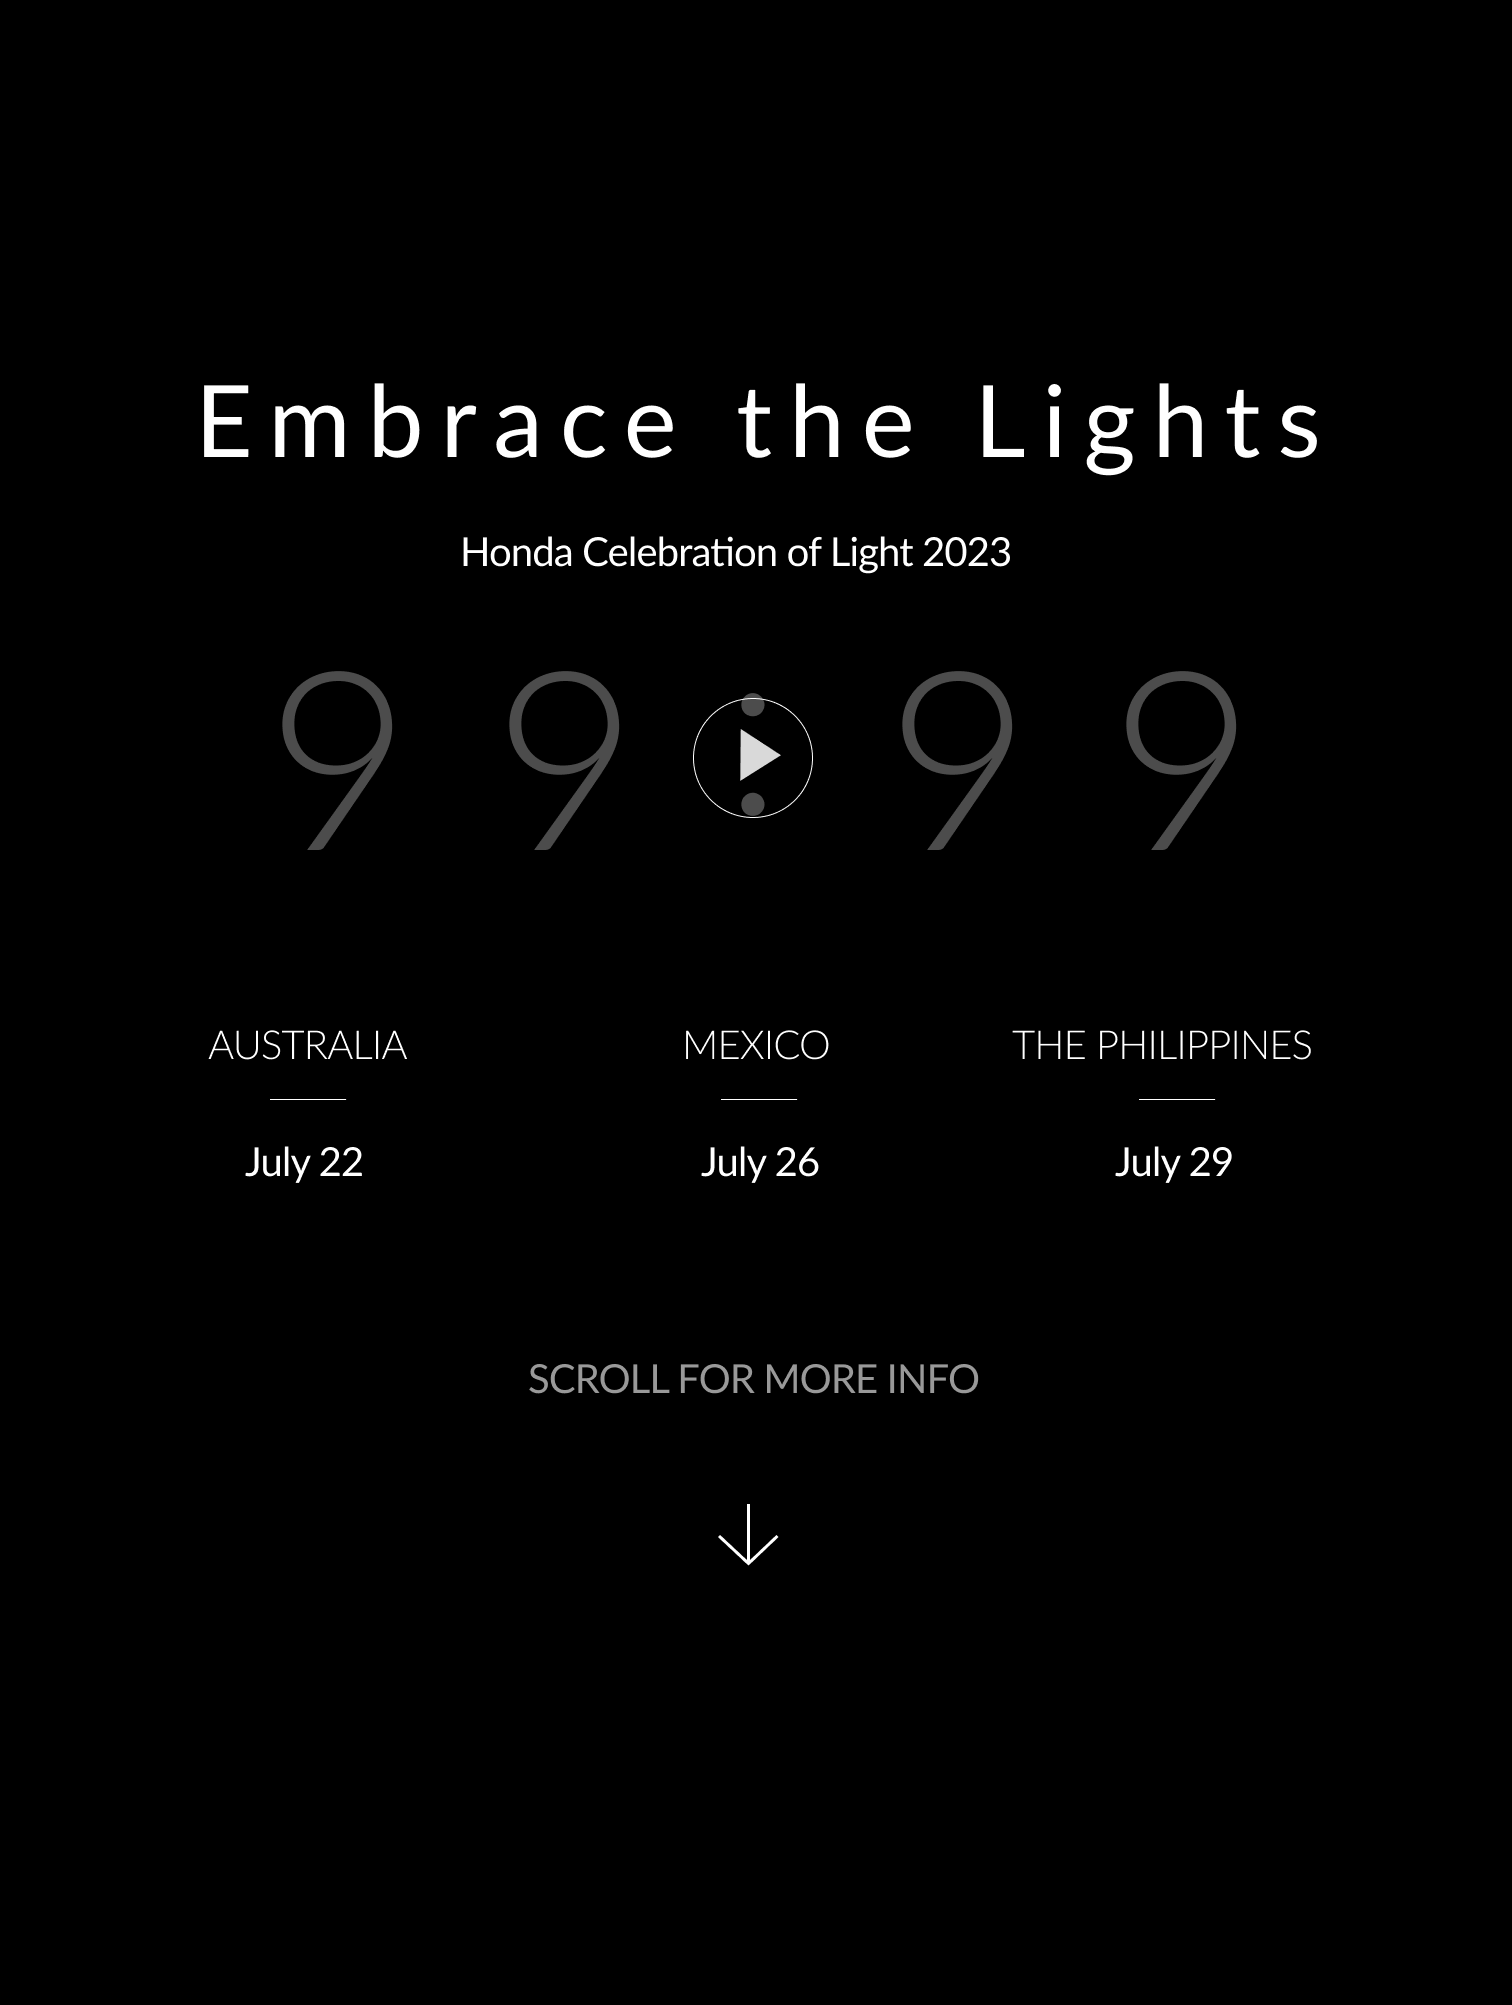 Embrace the Lights
Honda Celebration of Light 2023
99:99
AUSTRALIA
MEXICO
THE PHILIPPINES
July 22
July 26
July 29
SCROLL FOR MORE INFO